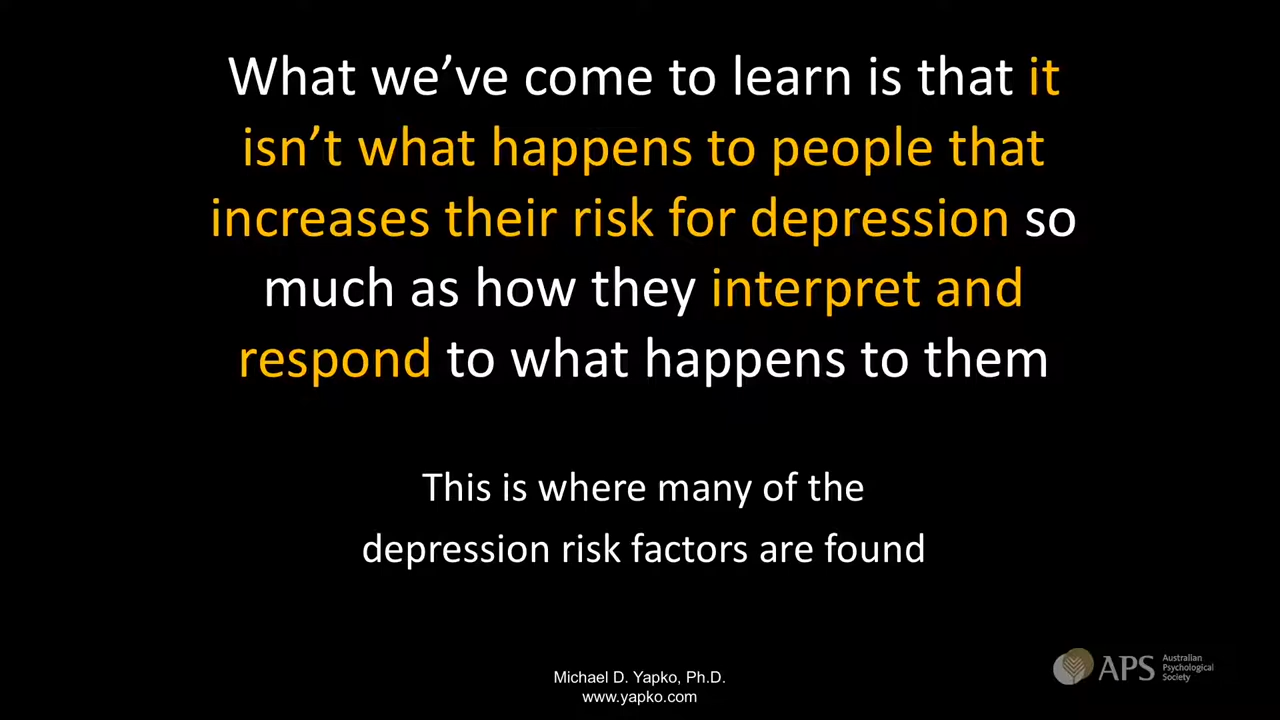 What we’ve come to learn is that it
isn’t what happens to people that
increases their risk for depression so
much as how they interpret and
respond to what happens to them
This is where many of the
depression risk factors are found
Michael D. Yapko, Ph.D.
www.yapko.com
APS
Australian
Psychological
Society